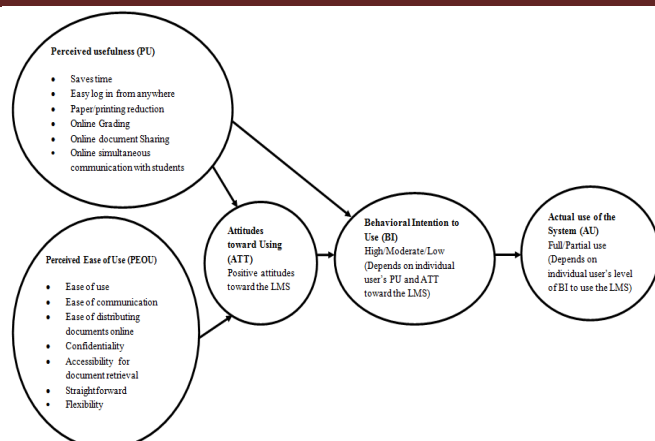 Perceived usefulness (PU)
• Saves time
• Easy log in from anywhere
• Paper/printing reduction
• Online Grading
• Online document Sharing
• Online simultaneous
communication with students
Perceived Ease of Use (PEOU)
• Ease of use
• Ease of communication
• Ease of distributing
documents online
• Confidentiality
• Accessibility for
document retrieval
• Straightforward
• Flexibility
Attitudes
toward Using
(ATT)
Positive attitudes
toward the LMS
Behavioral Intention to
Use (BI)
High/Moderate/Low
(Depends on individual
user's PU and ATT
toward the LMS)
Actual use of the
System (AU)
Full/Partial use
(Depends on
individual user's level
of BI to use the LMS)